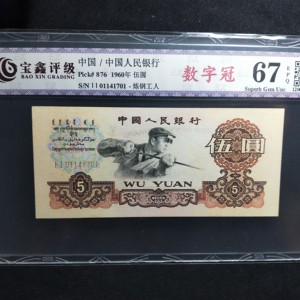 宝鑫评级
BAO XIN GRADING
中国 / 中国人民银行
Pick# 876 1960年 伍圆
S/N I I 01141701 - 炼钢工人
数字冠
67
EPQ
Superb Gem Unc
中國人民银行
伍圓
I I 01141701
5
WU YUAN
5